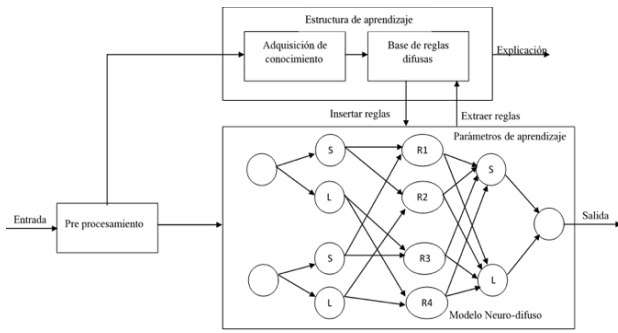 Estructura de aprendizaje
Adquisición de
conocimiento
Base de reglas
difusas
Explicación
Insertar reglas
Extraer reglas
Parámetros de aprendizaje
S
R1
S
L
R2
Entrada
Pre procesamiento
Salida
S
R3
L
L
R4
Modelo Neuro-difuso